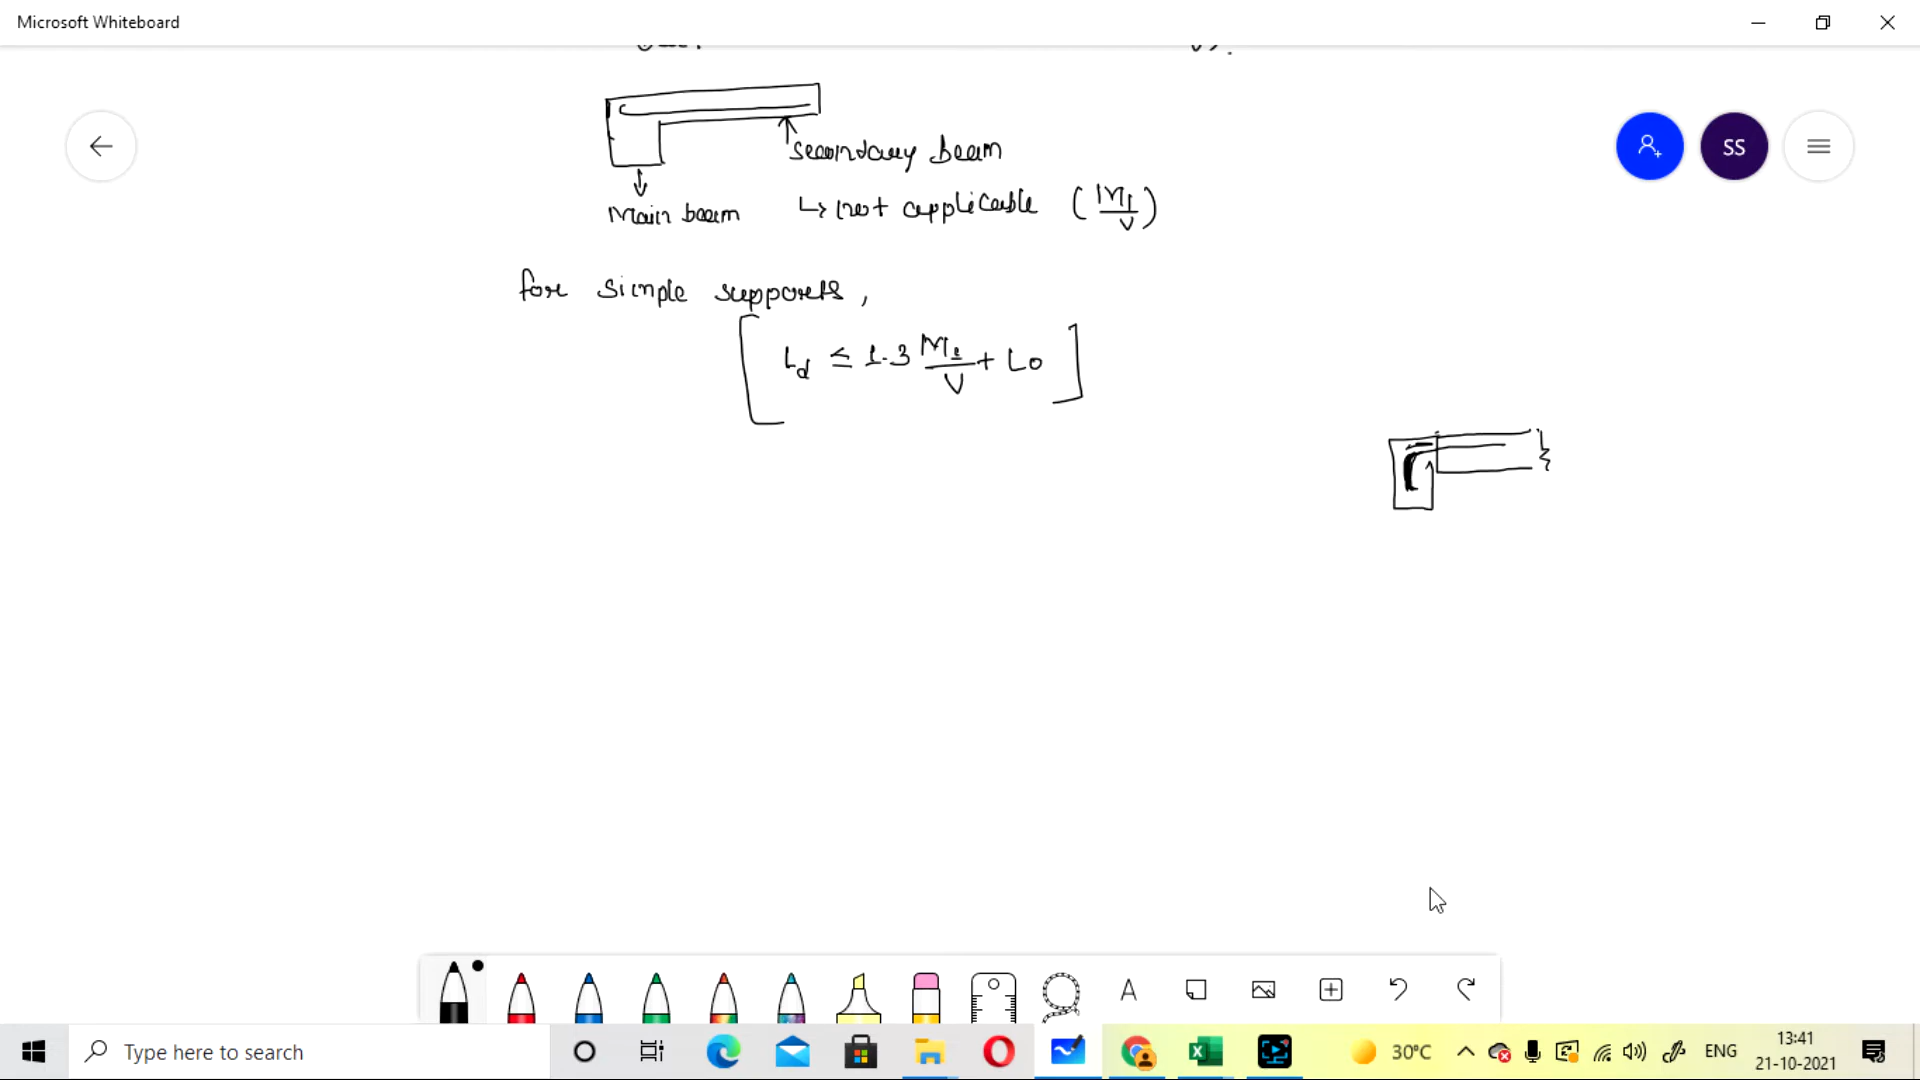 Microsoft Whiteboard
SS
Secondary beam
Main beam
↳ not applicable (M1/V)
for simple supports,
[ Ld ≤ 1.3 M1/V + Lo ]
A
Type here to search
30°C
ENG
13:41
21-10-2021